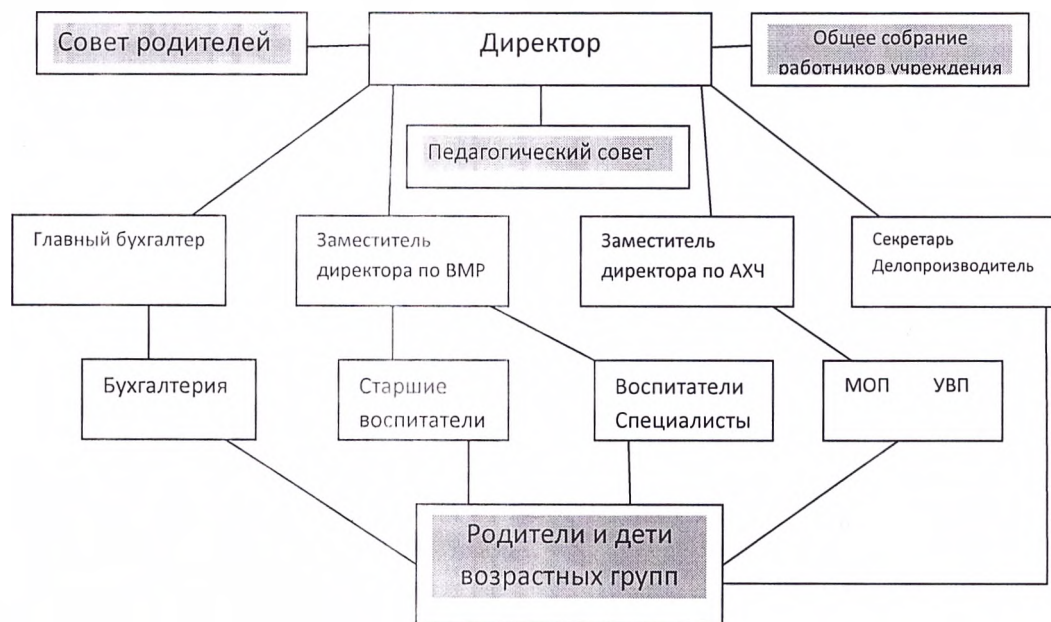 Совет родителей
Директор
Общее собрание
работников учреждения
Педагогический совет
Главный бухгалтер
Заместитель
директора по ВМР
Заместитель
директора по АХЧ
Секретарь
Делопроизводитель
Бухгалтерия
Старшие
воспитатели
Воспитатели
Специалисты
МОП УВП
Родители и дети
возрастных групп